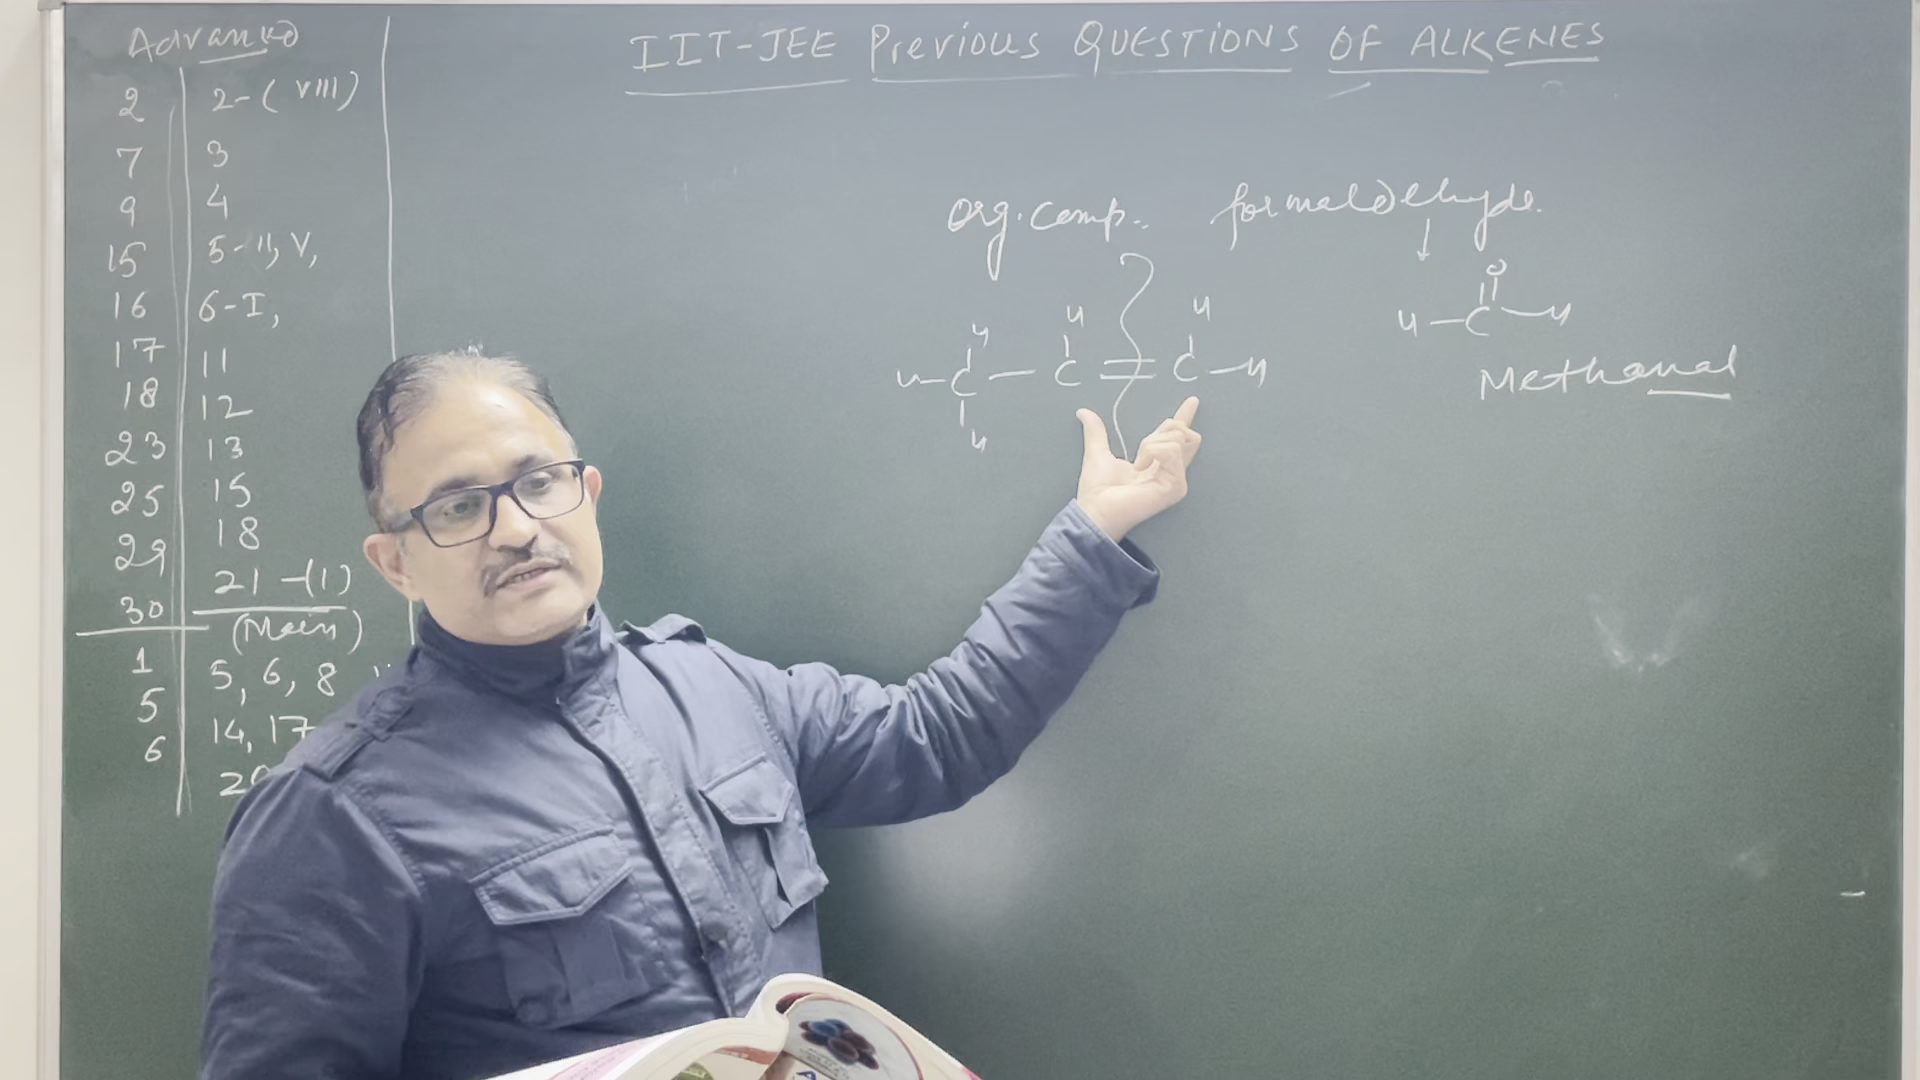 Advanced
IIT-JEE Previous QUESTIONS OF ALKENES
2 2-(VIII)
7 3
9 4
15 5-II, V,
16 6-I,
17 11
18 12
23 13
25 15
29 18
30 21-(1)
(Main)
1 5, 6, 8
5 14, 17
6
org. comp. formaldehyde.
O
H H H
H-C-C=C-H
H
H-C-H
Methanal